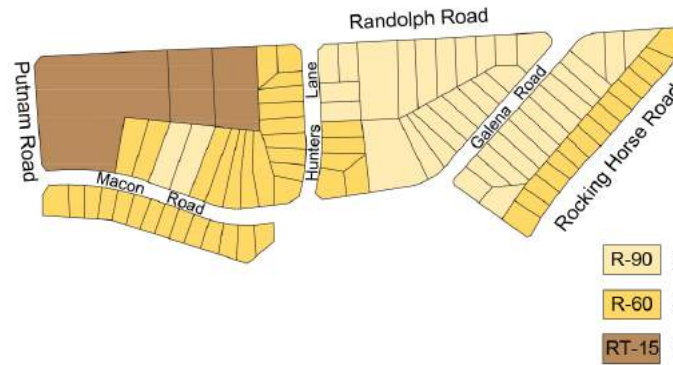 Randolph Road
Putnam Road
Lane
Hunters
Galena Road
Rocking Horse Road
Macon
Road
R-90
R-60
RT-15